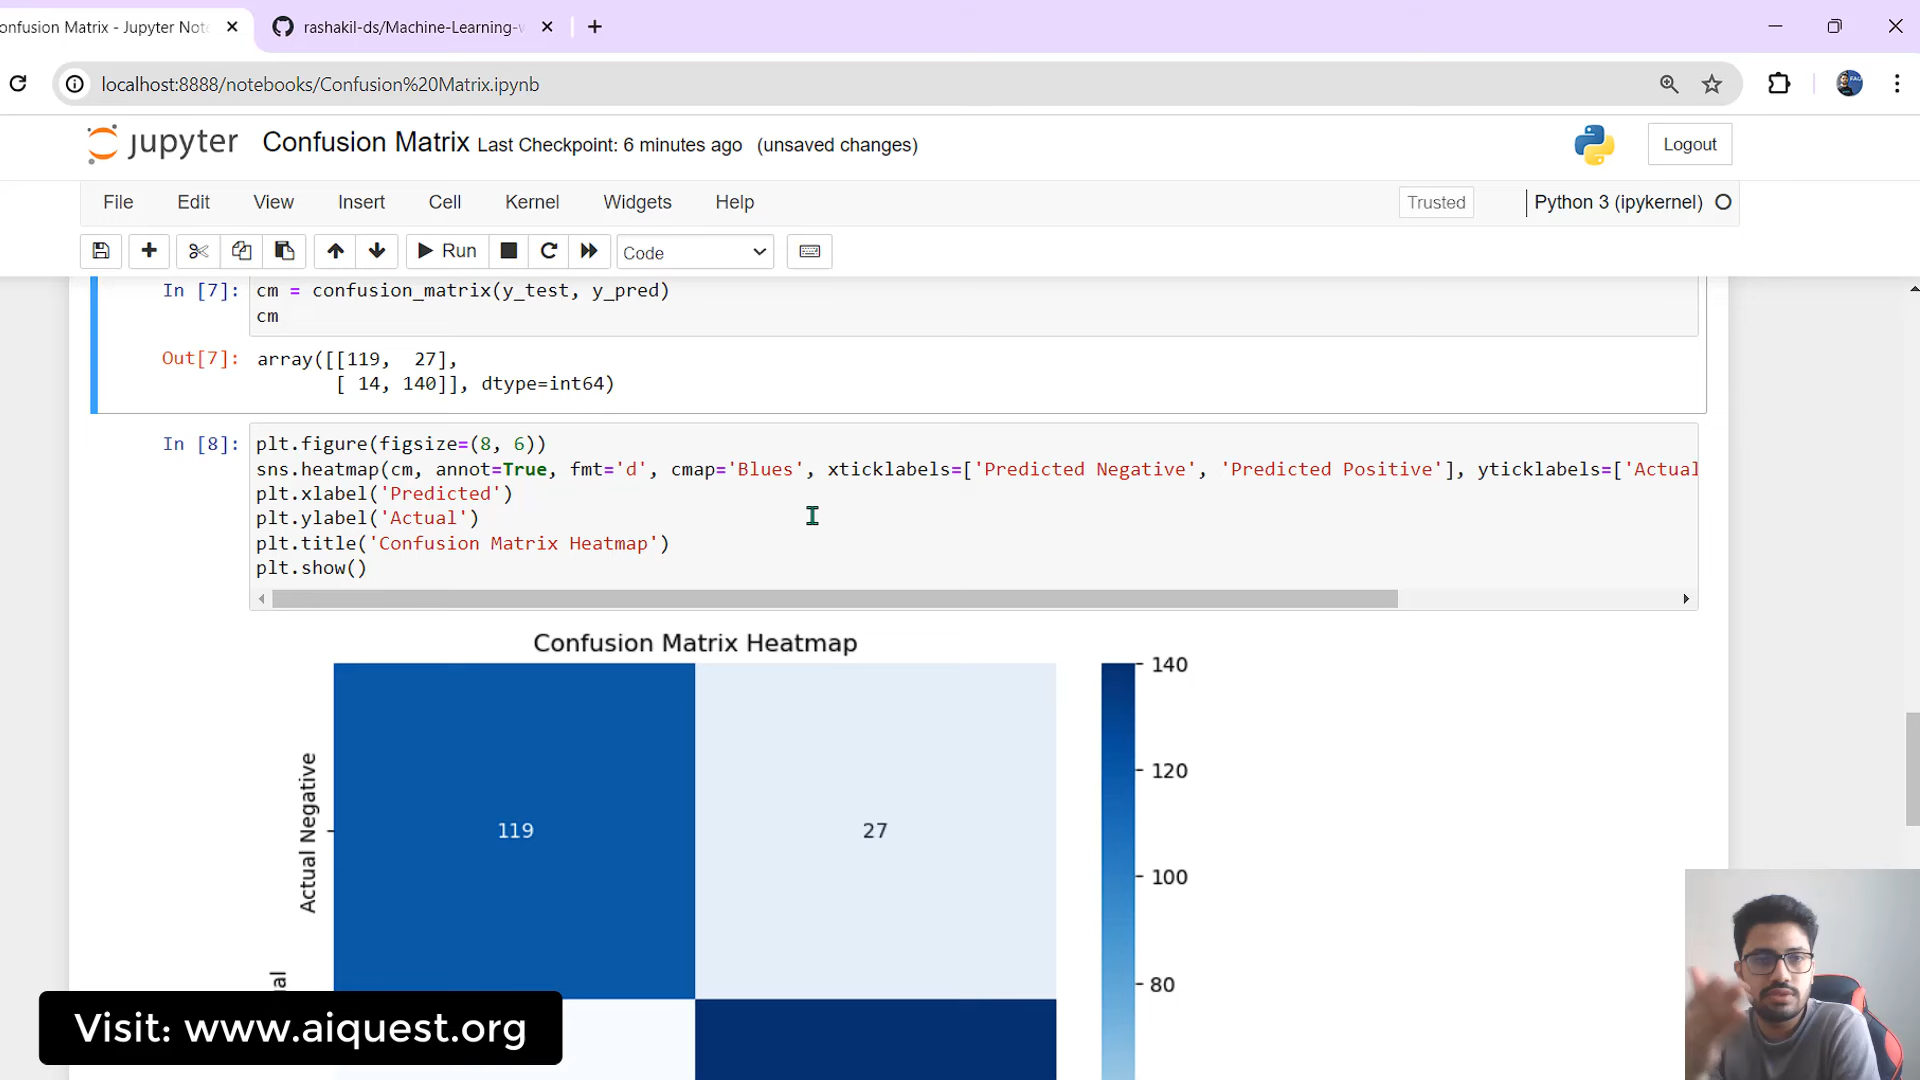 onfusion Matrix - Jupyter Note
rashakil-ds/Machine-Learning-w
localhost:8888/notebooks/Confusion%20Matrix.ipynb
jupyter Confusion Matrix Last Checkpoint: 6 minutes ago (unsaved changes)
Logout
File Edit View Insert Cell Kernel Widgets Help
Trusted
Python 3 (ipykernel)
Run
Code
In [7]: cm = confusion_matrix(y_test, y_pred)
cm
Out[7]: array([[119, 27],
[ 14, 140]], dtype=int64)
In [8]: plt.figure(figsize=(8, 6))
sns.heatmap(cm, annot=True, fmt='d', cmap='Blues', xticklabels=['Predicted Negative', 'Predicted Positive'], yticklabels=['Actual
plt.xlabel('Predicted')
plt.ylabel('Actual')
plt.title('Confusion Matrix Heatmap')
plt.show()
Confusion Matrix Heatmap
140
120
100
80
Actual Negative
119
27
al
Visit: www.aiquest.org